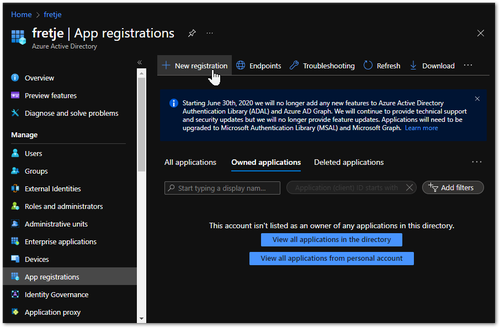 Home > fretje >
fretje | App registrations
Azure Active Directory
«
Overview
Preview features
Diagnose and solve problems
Manage
Users
Groups
External Identities
Roles and administrators
Administrative units
Enterprise applications
Devices
App registrations
Identity Governance
Application proxy
New registration Endpoints Troubleshooting Refresh Download ...
Starting June 30th, 2020 we will no longer add any new features to Azure Active Directory
Authentication Library (ADAL) and Azure AD Graph. We will continue to provide technical
support and security updates but we will no longer provide feature updates. Applications will need to be
upgraded to Microsoft Authentication Library (MSAL) and Microsoft Graph. Learn more
All applications Owned applications Deleted applications ...
Start typing a display nam... Application (client) ID starts with Add filters
This account isn't listed as an owner of any applications in this directory.
View all applications in the directory
View all applications from personal account